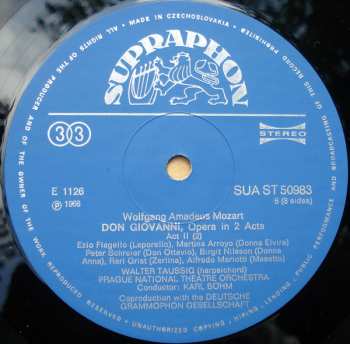 ALL RIGHTS OF THE PRODUCER AND OF THE OWNER OF THE WORK REPRODUCED RESERVED · UNAUTHORIZED COPYING, HIRING, LENDING, PUBLIC PERFORMANCE AND BROADCASTING OF THIS RECORD PROHIBITED · MADE IN CZECHOSLOVAKIA
SUPRAPHON
33
STEREO
E 1126
SUA ST 50983
℗ 1968
5 (8 sides)
Wolfgang Amadeus Mozart
DON GIOVANNI, Opera in 2 Acts
Act II (2)
Ezio Flagello (Leporello), Martina Arroyo (Donna Elvira)
Peter Schreier (Don Ottavio), Birgit Nilsson (Donna
Anna), Reri Grist (Zerlina), Alfredo Mariotti (Masetto)
WALTER TAUSSIG (harpsichord)
PRAGUE NATIONAL THEATRE ORCHESTRA
Conductor: KARL BÖHM
Coproduction with the DEUTSCHE
GRAMMOPHON GESELLSCHAFT